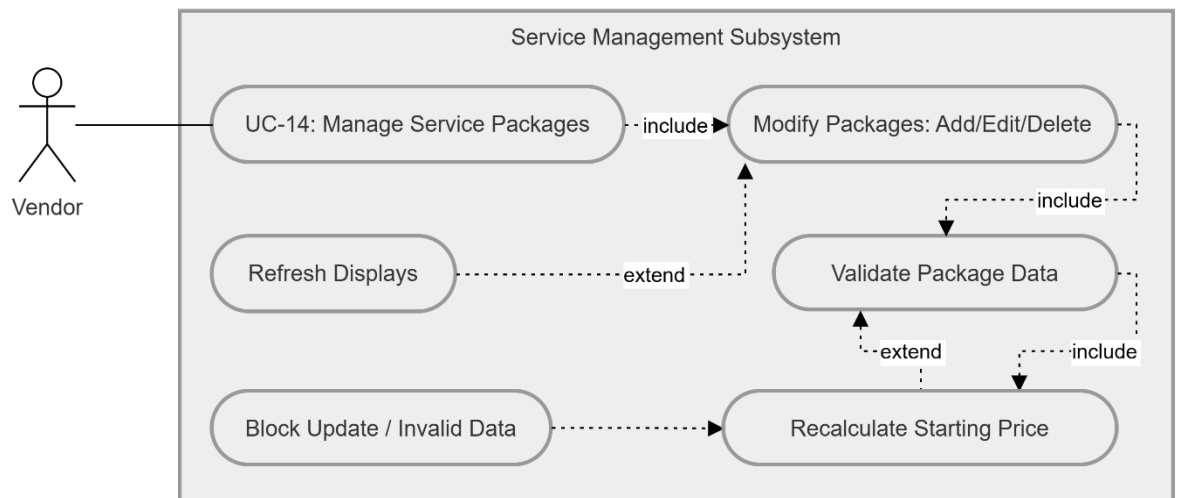 Service Management Subsystem
UC-14: Manage Service Packages
include
Modify Packages: Add/Edit/Delete
Vendor
include
Refresh Displays
extend
Validate Package Data
extend
include
Block Update / Invalid Data
Recalculate Starting Price